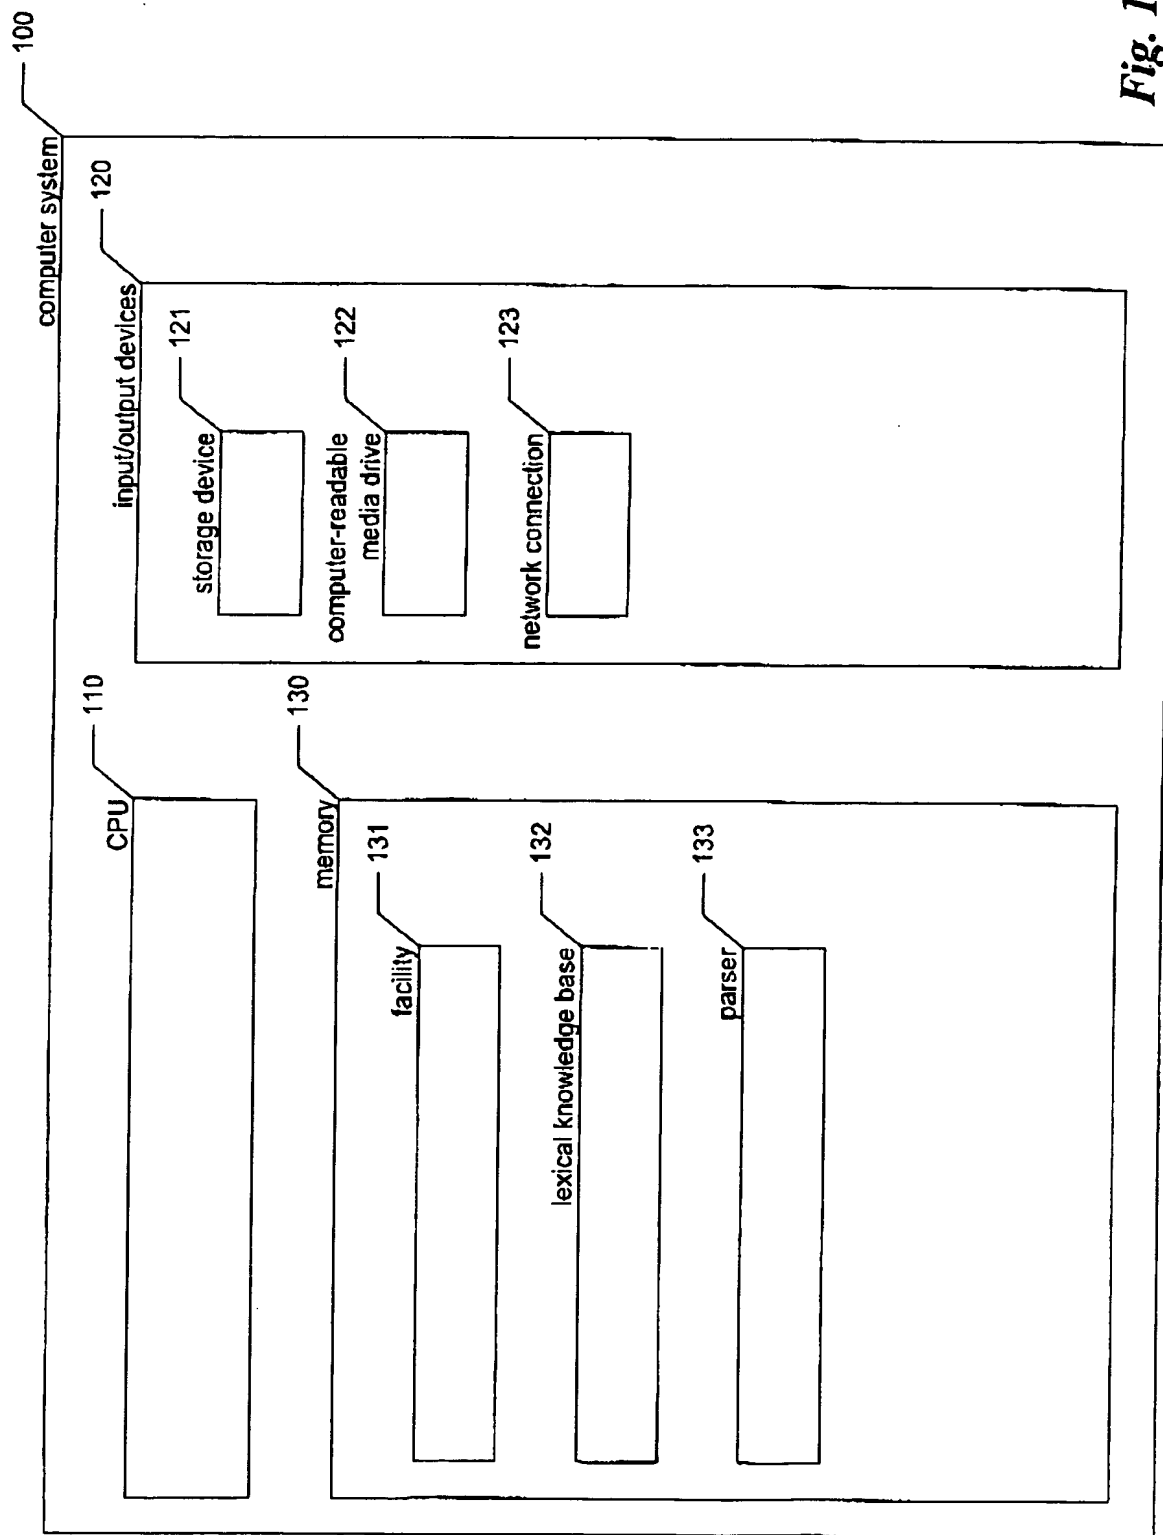 100
computer system
110
CPU
120
input/output devices
121
storage device
122
computer-readable
media drive
123
network connection
130
memory
131
facility
132
lexical knowledge base
133
parser
Fig. 1